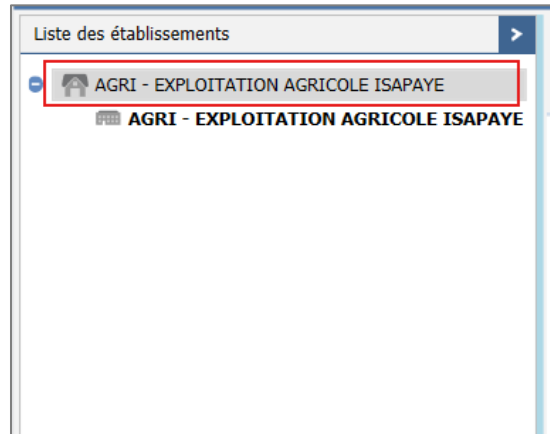 Liste des établissements
AGRI - EXPLOITATION AGRICOLE ISAPAYE
AGRI - EXPLOITATION AGRICOLE ISAPAYE